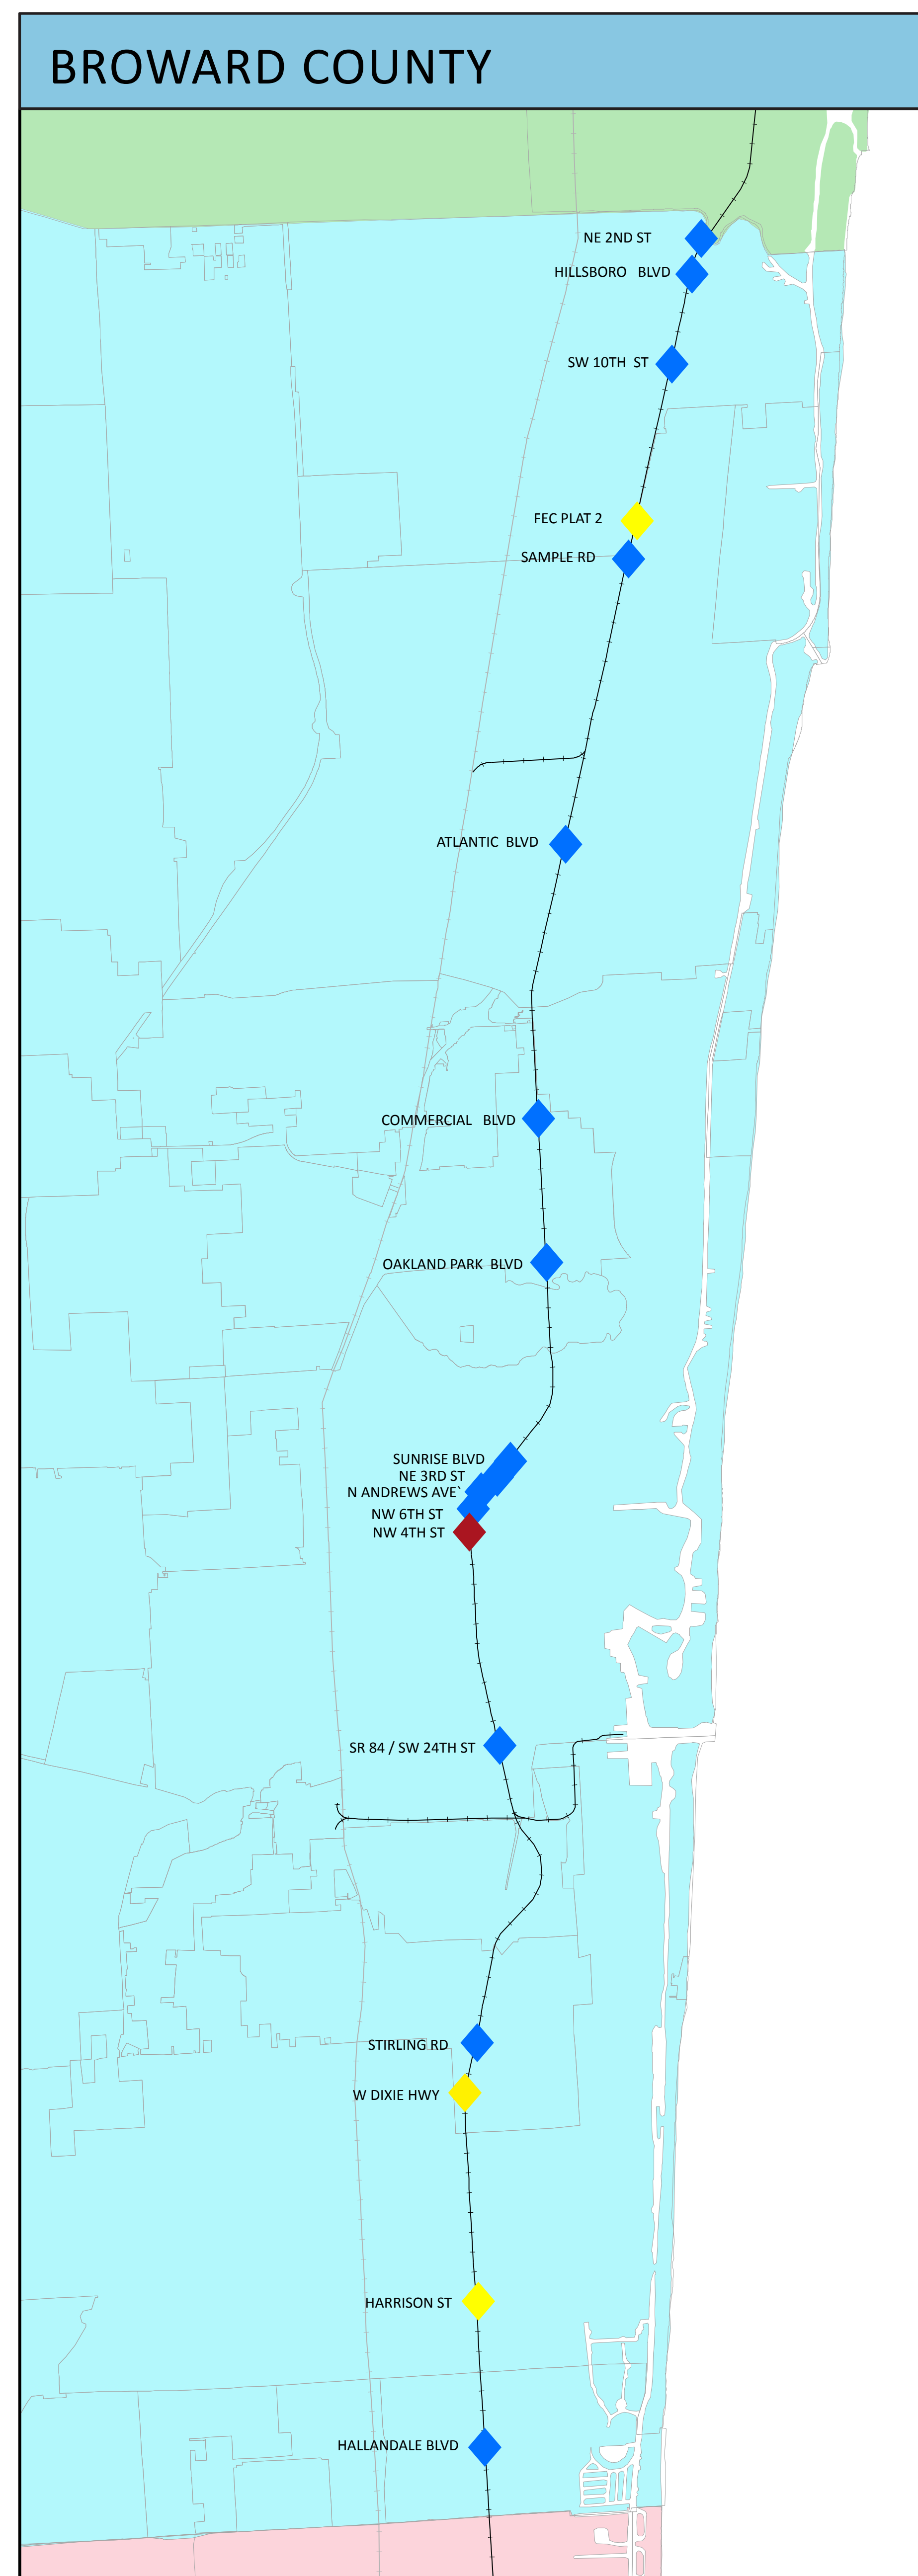 BROWARD COUNTY
NE 2ND ST
HILLSBORO BLVD
SW 10TH ST
FEC PLAT 2
SAMPLE RD
ATLANTIC BLVD
COMMERCIAL BLVD
OAKLAND PARK BLVD
SUNRISE BLVD
NE 3RD ST
N ANDREWS AVE`
NW 6TH ST
NW 4TH ST
SR 84 / SW 24TH ST
STIRLING RD
W DIXIE HWY
HARRISON ST
HALLANDALE BLVD